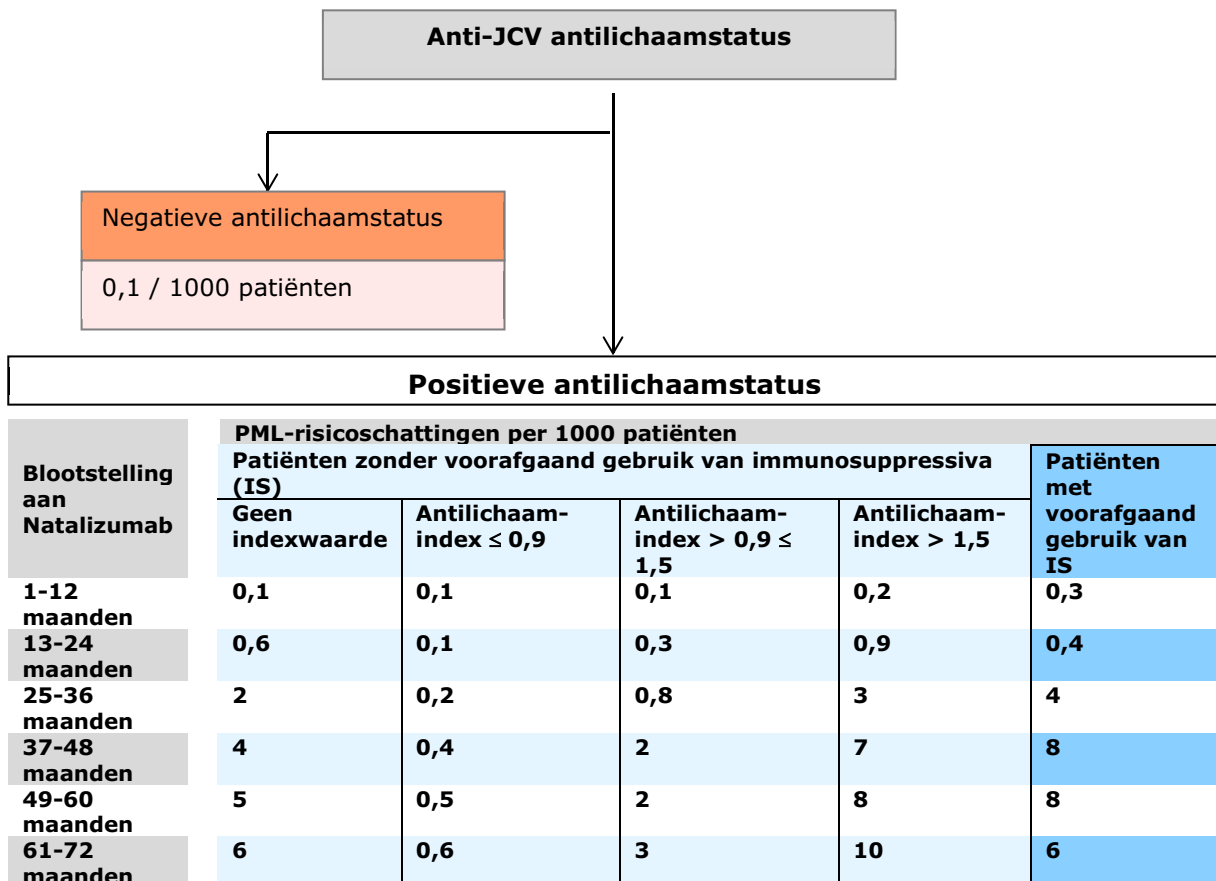 Anti-JCV antilichaamstatus
Negatieve antilichaamstatus
0,1 / 1000 patiënten
Positieve antilichaamstatus
Blootstelling
aan
Natalizumab
PML-risicoschattingen per 1000 patiënten
Patiënten zonder voorafgaand gebruik van immunosuppressiva
(IS)
Patiënten
met
voorafgaand
gebruik van
IS
Geen
indexwaarde
Antilichaam-
index ≤ 0,9
Antilichaam-
index > 0,9 ≤
1,5
Antilichaam-
index > 1,5
1-12
maanden
0,1 0,1 0,1 0,2 0,3
13-24
maanden
0,6 0,1 0,3 0,9 0,4
25-36
maanden
2 0,2 0,8 3 4
37-48
maanden
4 0,4 2 7 8
49-60
maanden
5 0,5 2 8 8
61-72
maanden
6 0,6 3 10 6